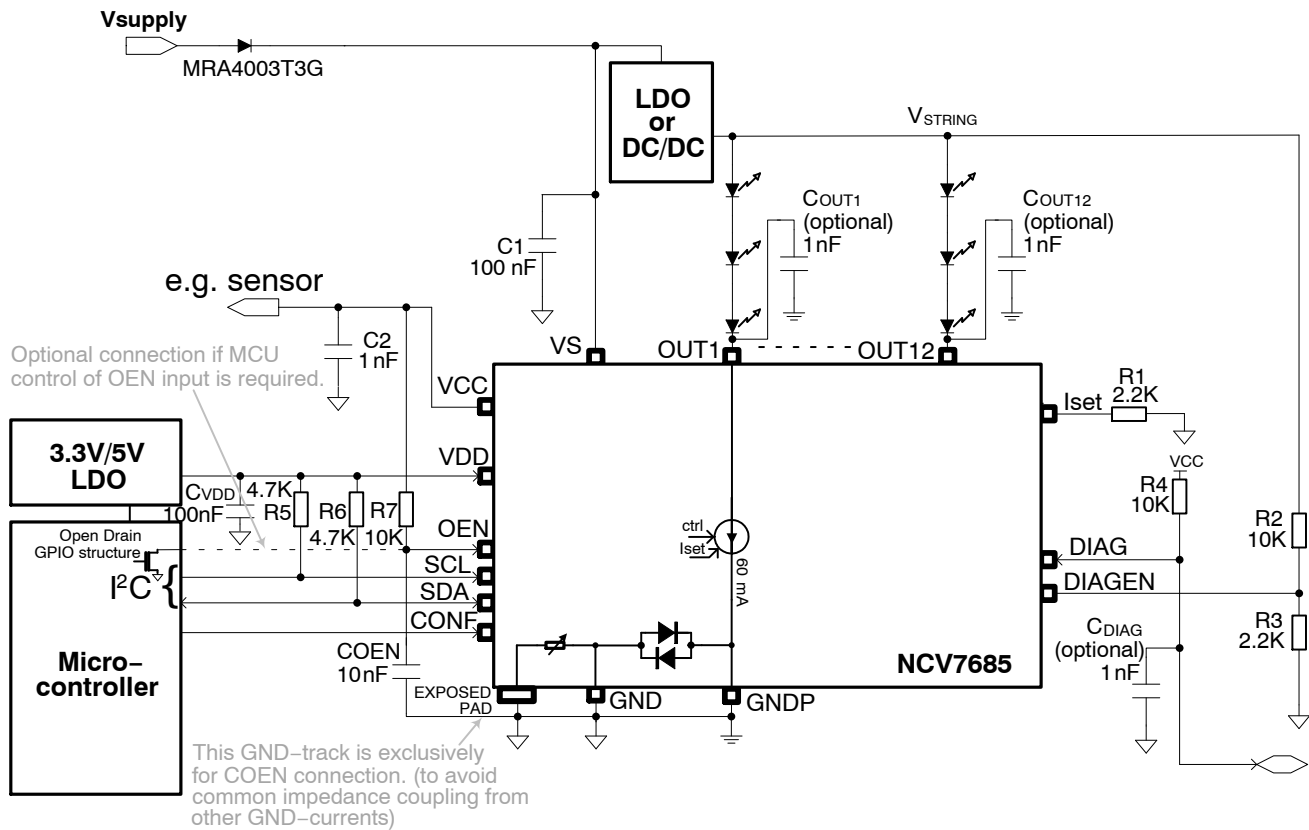 Vsupply
MRA4003T3G
LDO
or
DC/DC
VSTRING
COUT1
(optional)
1nF
COUT12
(optional)
1nF
C1
100 nF
e.g. sensor
C2
1nF
Optional connection if MCU
control of OEN input is required.
VS
OUT1
OUT12
VCC
Iset
R1
2.2K
3.3V/5V
LDO
VDD
CVDD
100nF
4.7K
R5
R6
4.7K
R7
10K
VCC
R4
10K
R2
10K
Open Drain
GPIO structure
OEN
I²C {
SCL
SDA
CONF
ctrl
Iset
60 mA
DIAG
DIAGEN
R3
2.2K
CDIAG
(optional)
1nF
Micro–
controller
COEN
10nF
NCV7685
EXPOSED
PAD
GND
GNDP
This GND–track is exclusively
for COEN connection. (to avoid
common impedance coupling from
other GND–currents)